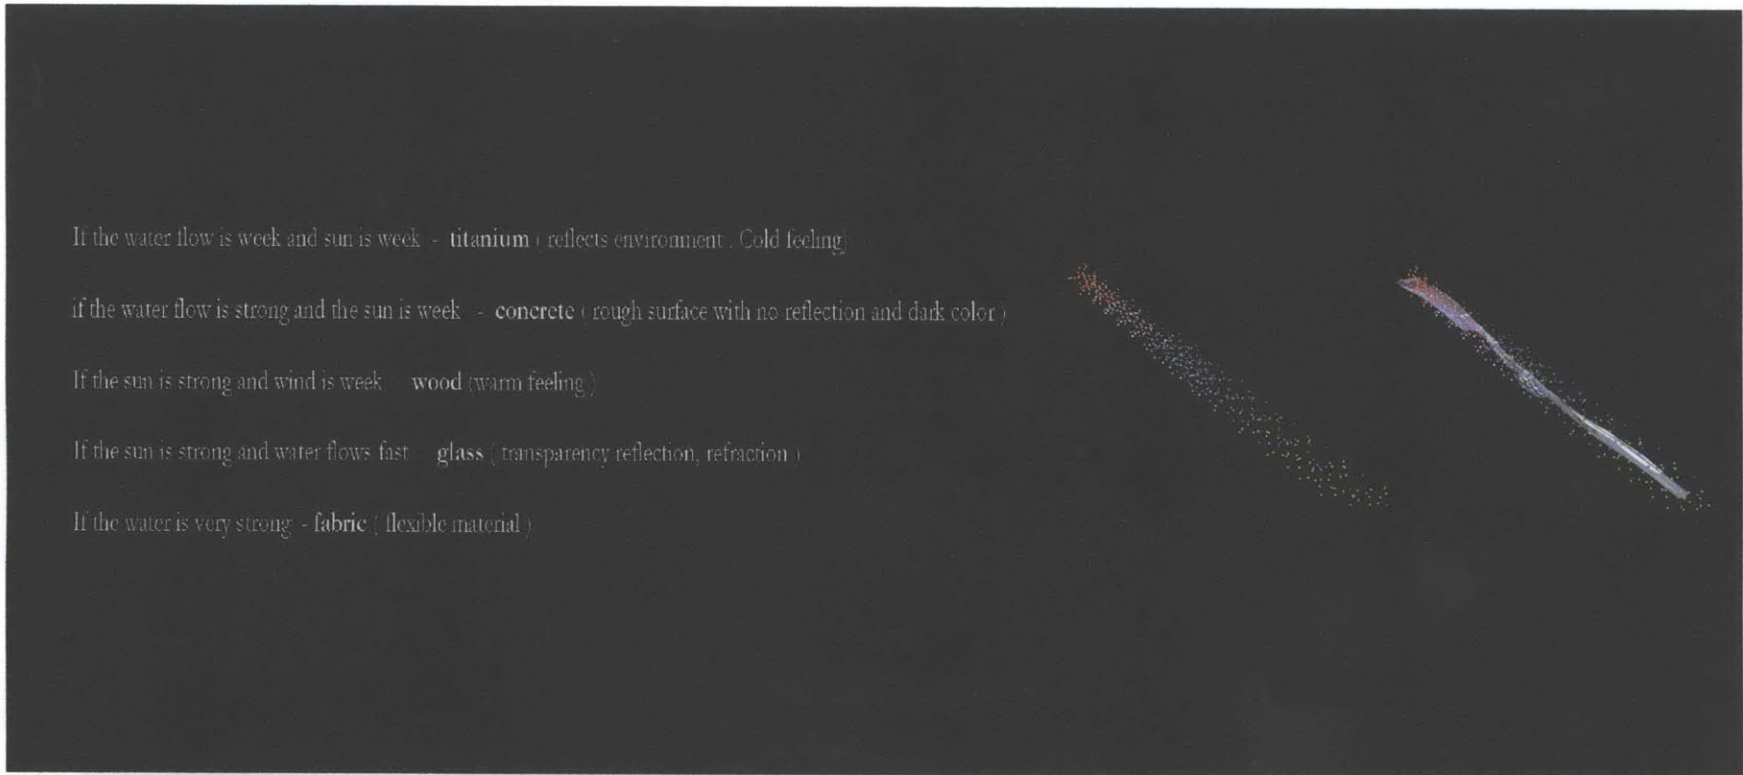 If the water flow is week and sun is week - titanium ( reflects environment . Cold feeling)
if the water flow is strong and the sun is week - concrete ( rough surface with no reflection and dark color )
If the sun is strong and wind is week wood (warm feeling )
If the sun is strong and water flows fast glass ( transparency reflection, refraction )
If the water is very strong - fabric ( flexible material )